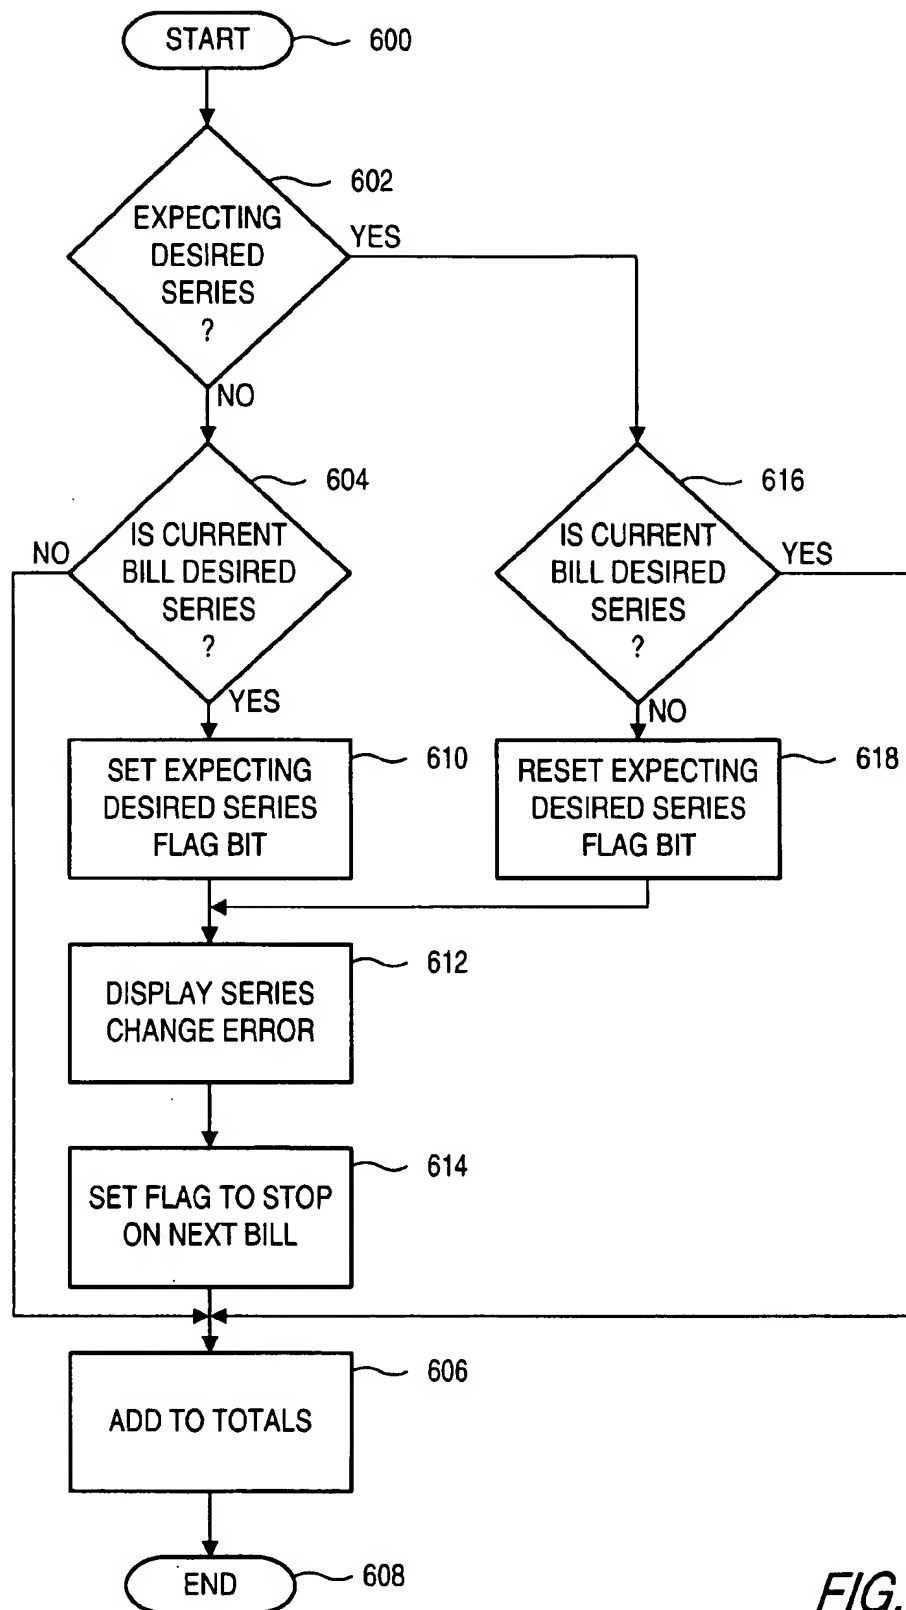 START
600
602
EXPECTING
DESIRED
SERIES
?
YES
NO
604
616
NO
IS CURRENT
BILL DESIRED
SERIES
?
IS CURRENT
BILL DESIRED
SERIES
?
YES
YES
NO
SET EXPECTING
DESIRED SERIES
FLAG BIT
610
RESET EXPECTING
DESIRED SERIES
FLAG BIT
618
DISPLAY SERIES
CHANGE ERROR
612
SET FLAG TO STOP
ON NEXT BILL
614
ADD TO TOTALS
606
END
608
FIG.